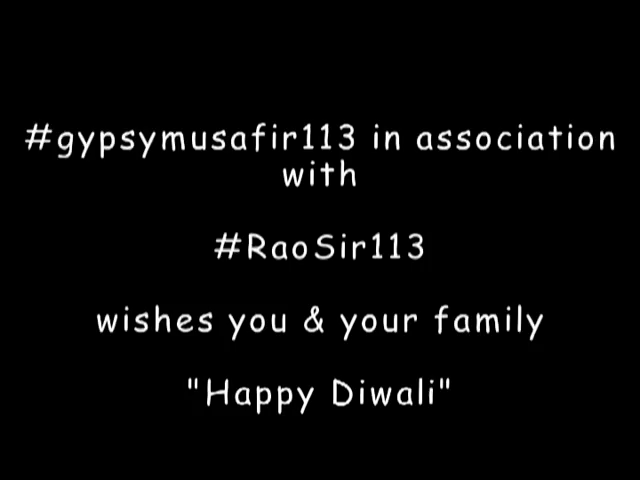 #gypsymusafir113 in association
with
#RaoSir113
wishes you & your family
"Happy Diwali"